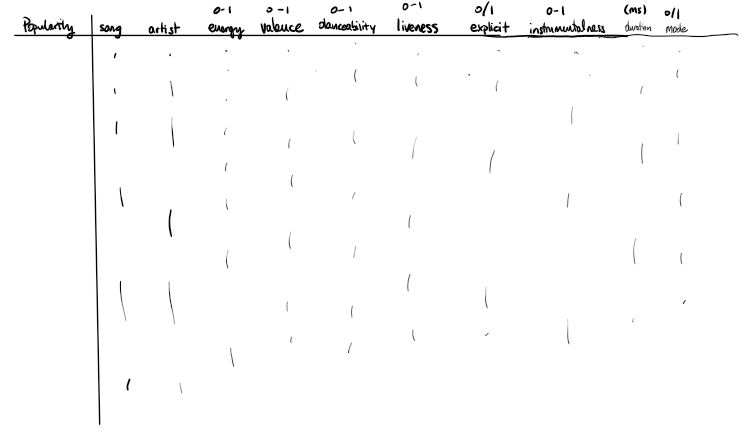 0-1 0-1 0-1 0-1 0/1 0-1 (ms) 0/1
Popularity song artist energy valence danceability liveness explicit instrumentalness duration mode